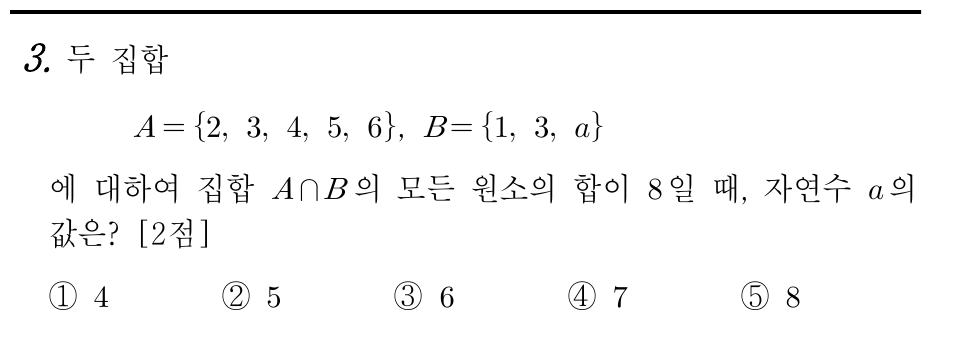 3. 두 집합
A={2, 3, 4, 5, 6}, B={1, 3, a}
에 대하여 집합 A∩B의 모든 원소의 합이 8일 때, 자연수 a의
값은? [2점]
① 4 ② 5 ③ 6 ④ 7 ⑤ 8